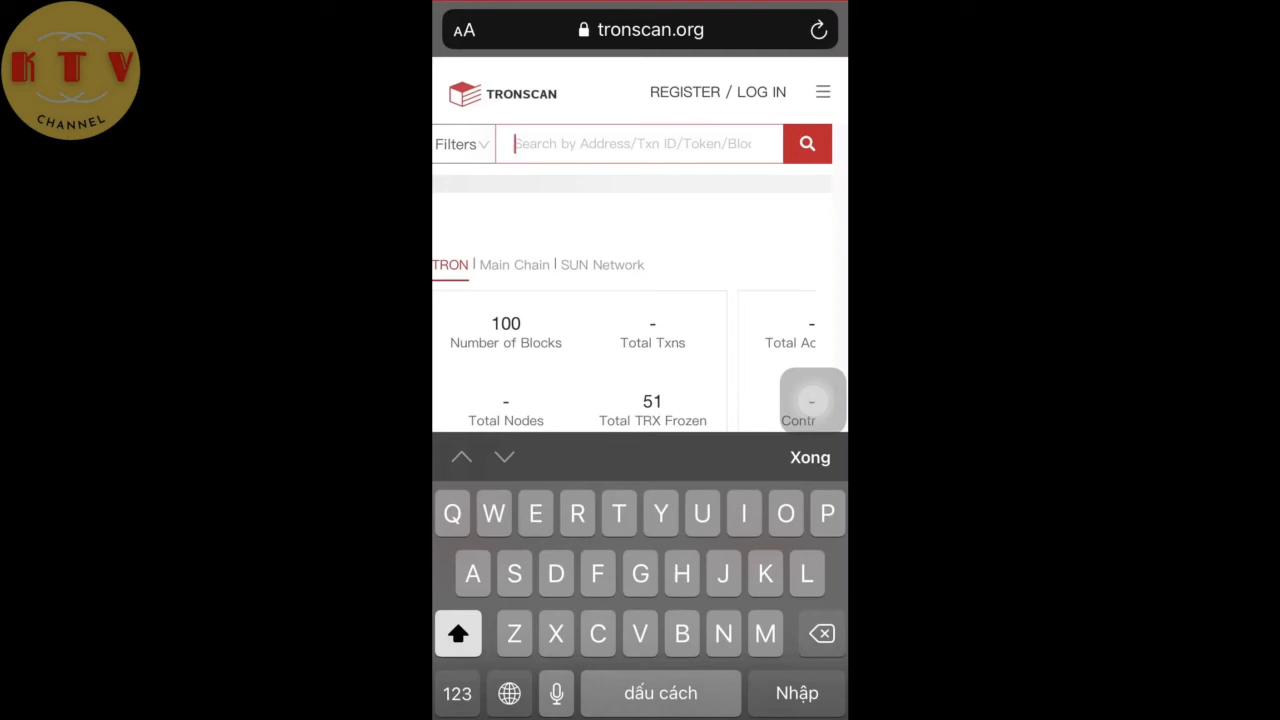 KTV
CHANNEL
AA
tronscan.org
TRONSCAN
REGISTER / LOG IN
Filters
Search by Address/Txn ID/Token/Bloc
TRON | Main Chain | SUN Network
100
-
-
Number of Blocks
Total Txns
Total Ac
-
51
-
Total Nodes
Total TRX Frozen
Contr
Xong
Q W E R T Y U I O P
A S D F G H J K L
Z X C V B N M
123
dấu cách
Nhập